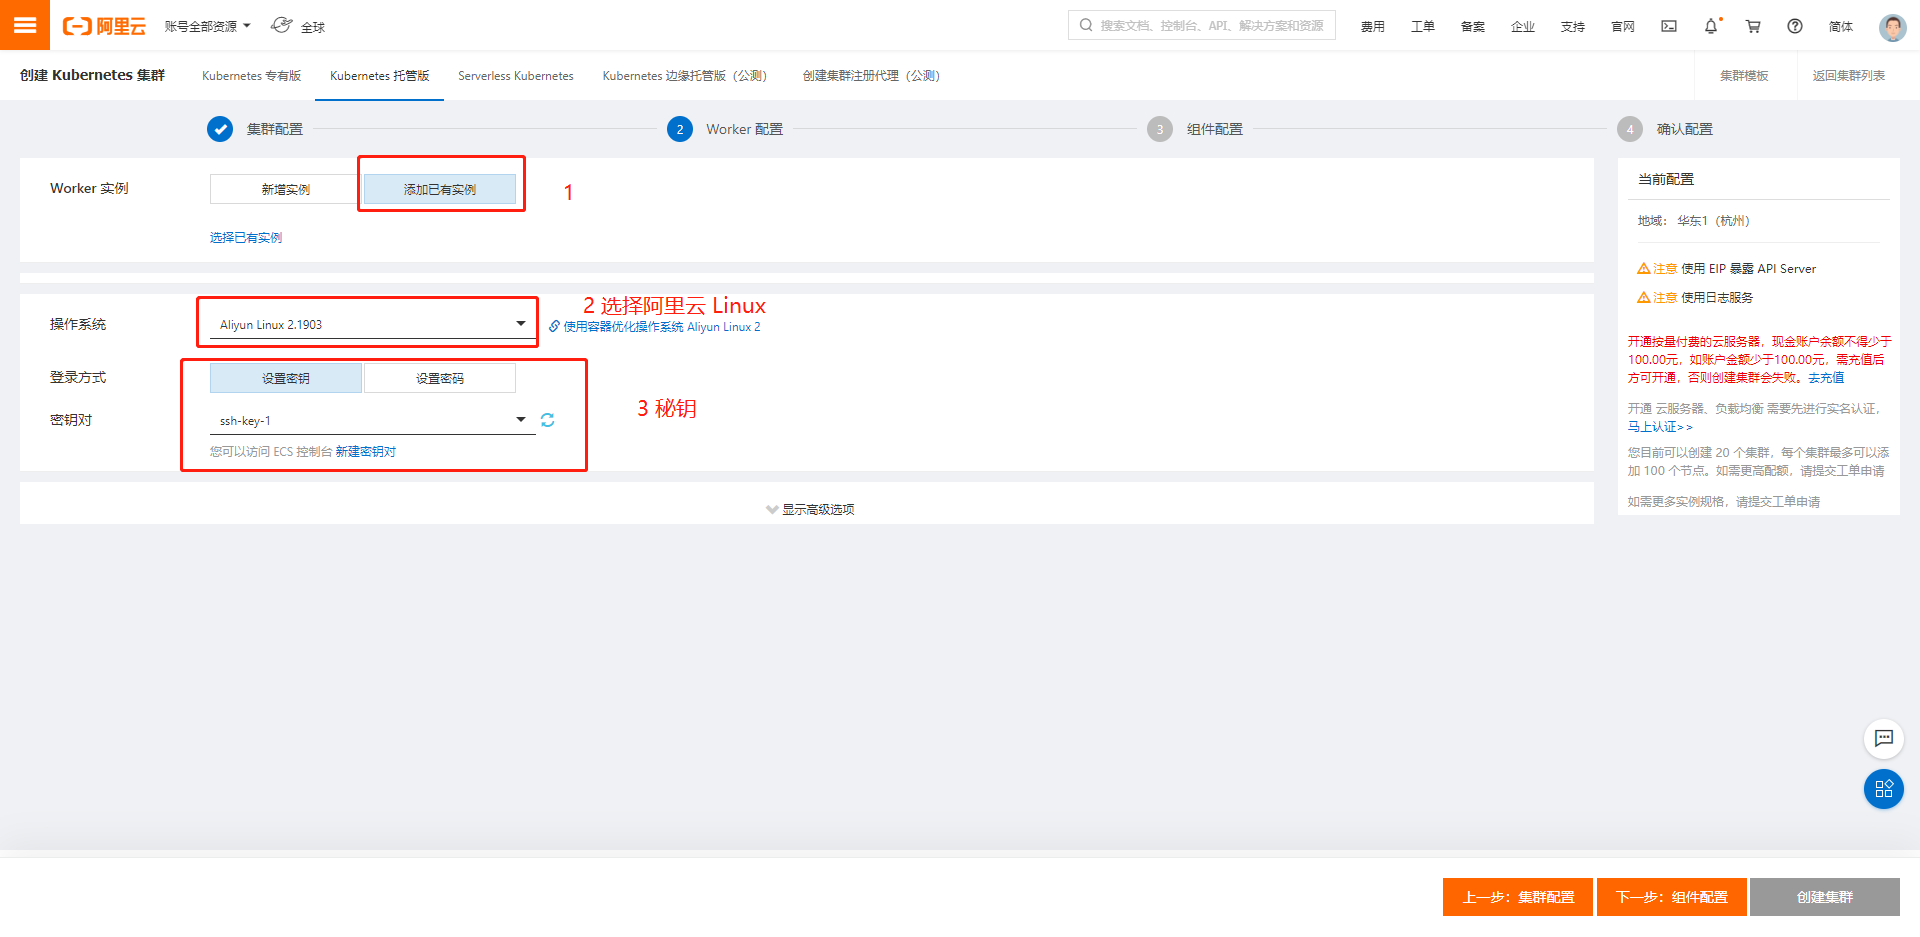 阿里云 账号全部资源 全球 搜索文档、控制台、API、解决方案和资源 费用 工单 备案 企业 支持 官网 简体
创建 Kubernetes 集群 Kubernetes 专有版 Kubernetes 托管版 Serverless Kubernetes Kubernetes 边缘托管版（公测） 创建集群注册代理（公测） 集群模板 返回集群列表
集群配置 2 Worker 配置 3 组件配置 4 确认配置
Worker 实例 新增实例 添加已有实例 1
选择已有实例
2 选择阿里云 Linux
操作系统 Aliyun Linux 2.1903 使用容器优化操作系统 Aliyun Linux 2
登录方式 设置密钥 设置密码
3 秘钥
密钥对 ssh-key-1
您可以访问 ECS 控制台 新建密钥对
显示高级选项
当前配置
地域： 华东1（杭州）
注意 使用 EIP 暴露 API Server
注意 使用日志服务
开通按量付费的云服务器，现金账户余额不得少于
100.00元，如账户金额少于100.00元，需充值后
方可开通，否则创建集群会失败。去充值
开通 云服务器、负载均衡 需要先进行实名认证，
马上认证>>
您目前可以创建 20 个集群，每个集群最多可以添
加 100 个节点。如需更高配额，请提交工单申请
如需更多实例规格，请提交工单申请
上一步：集群配置 下一步：组件配置 创建集群